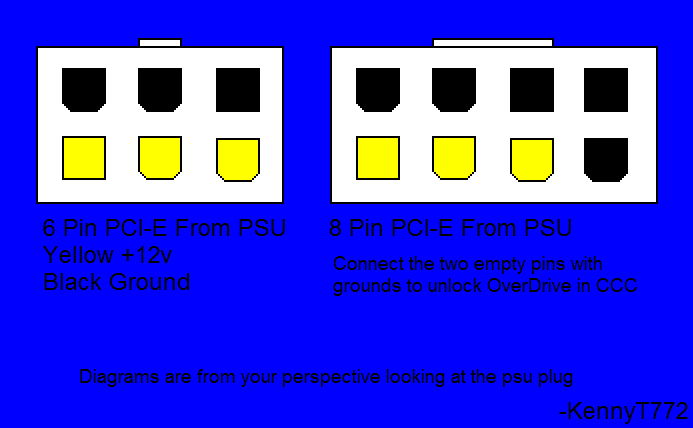 6 Pin PCI-E From PSU
Yellow +12v
Black Ground
8 Pin PCI-E From PSU
Connect the two empty pins with
grounds to unlock OverDrive in CCC
Diagrams are from your perspective looking at the psu plug
-KennyT772